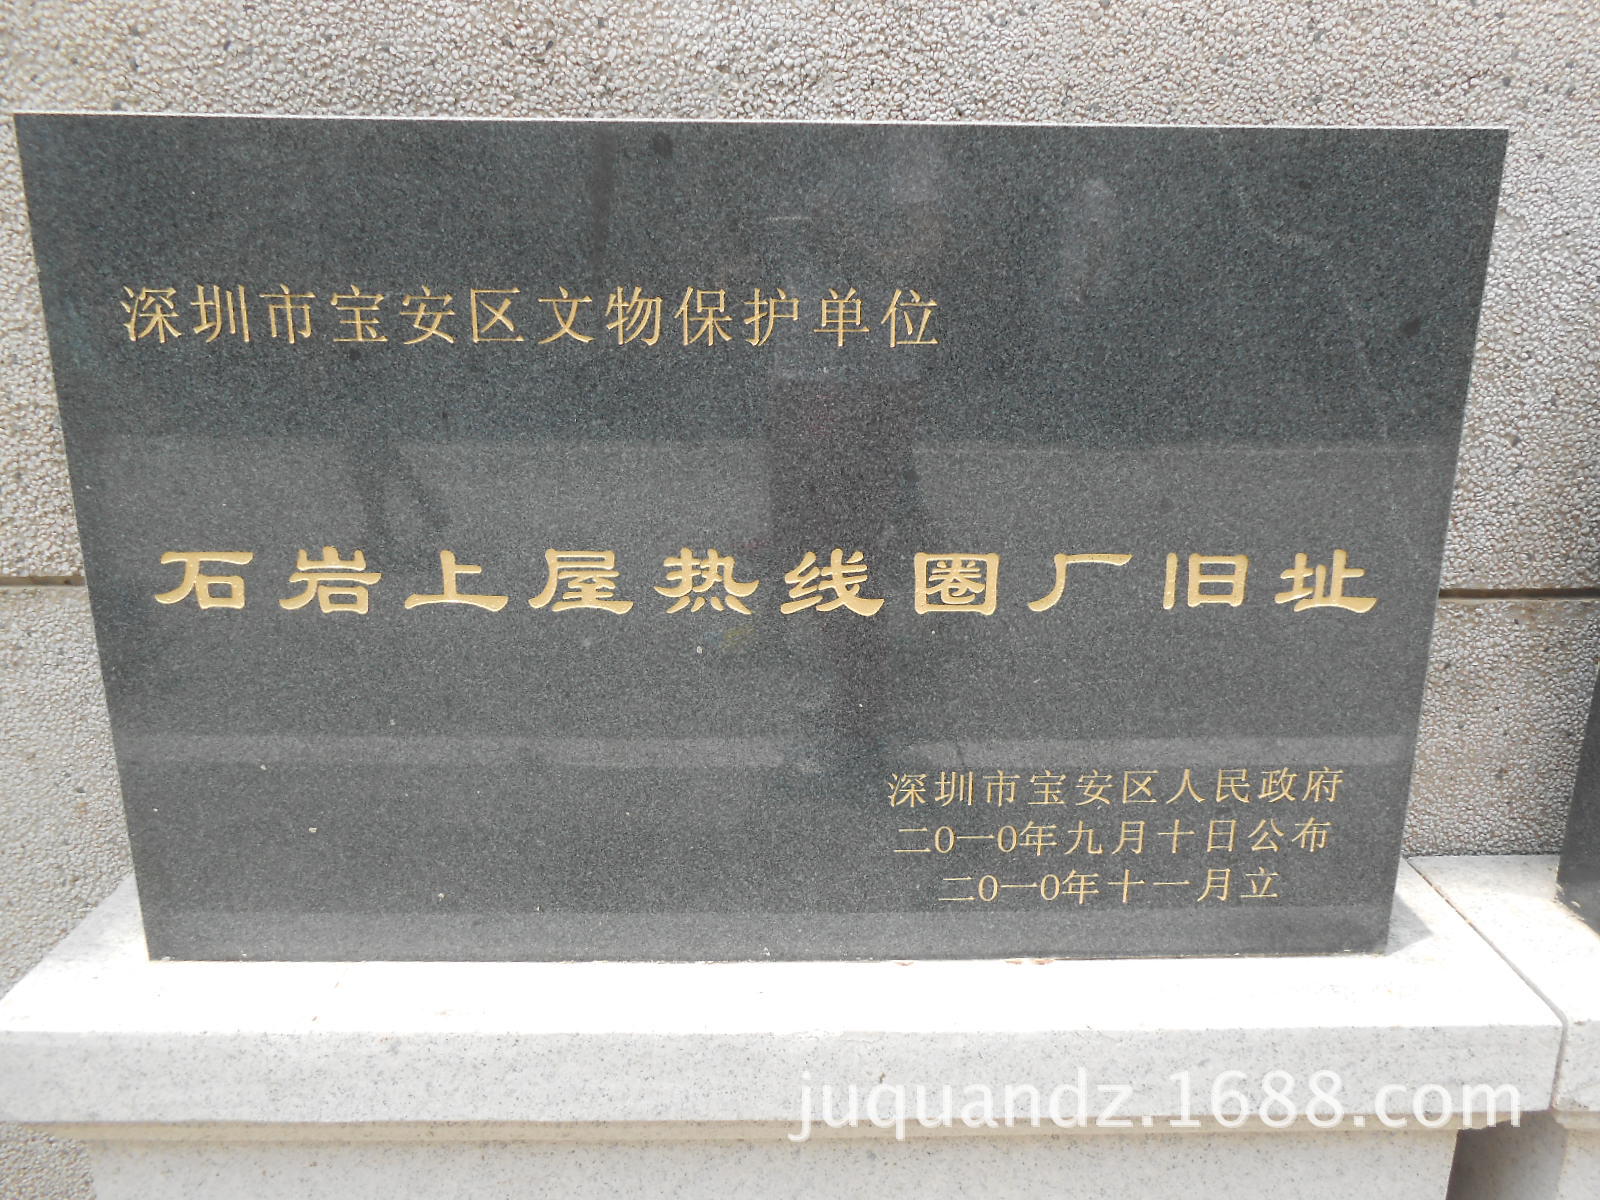 深圳市宝安区文物保护单位
石岩上屋热线圈厂旧址
深圳市宝安区人民政府
二0一0年九月十日公布
二0一0年十一月立
juquandz.1688.com